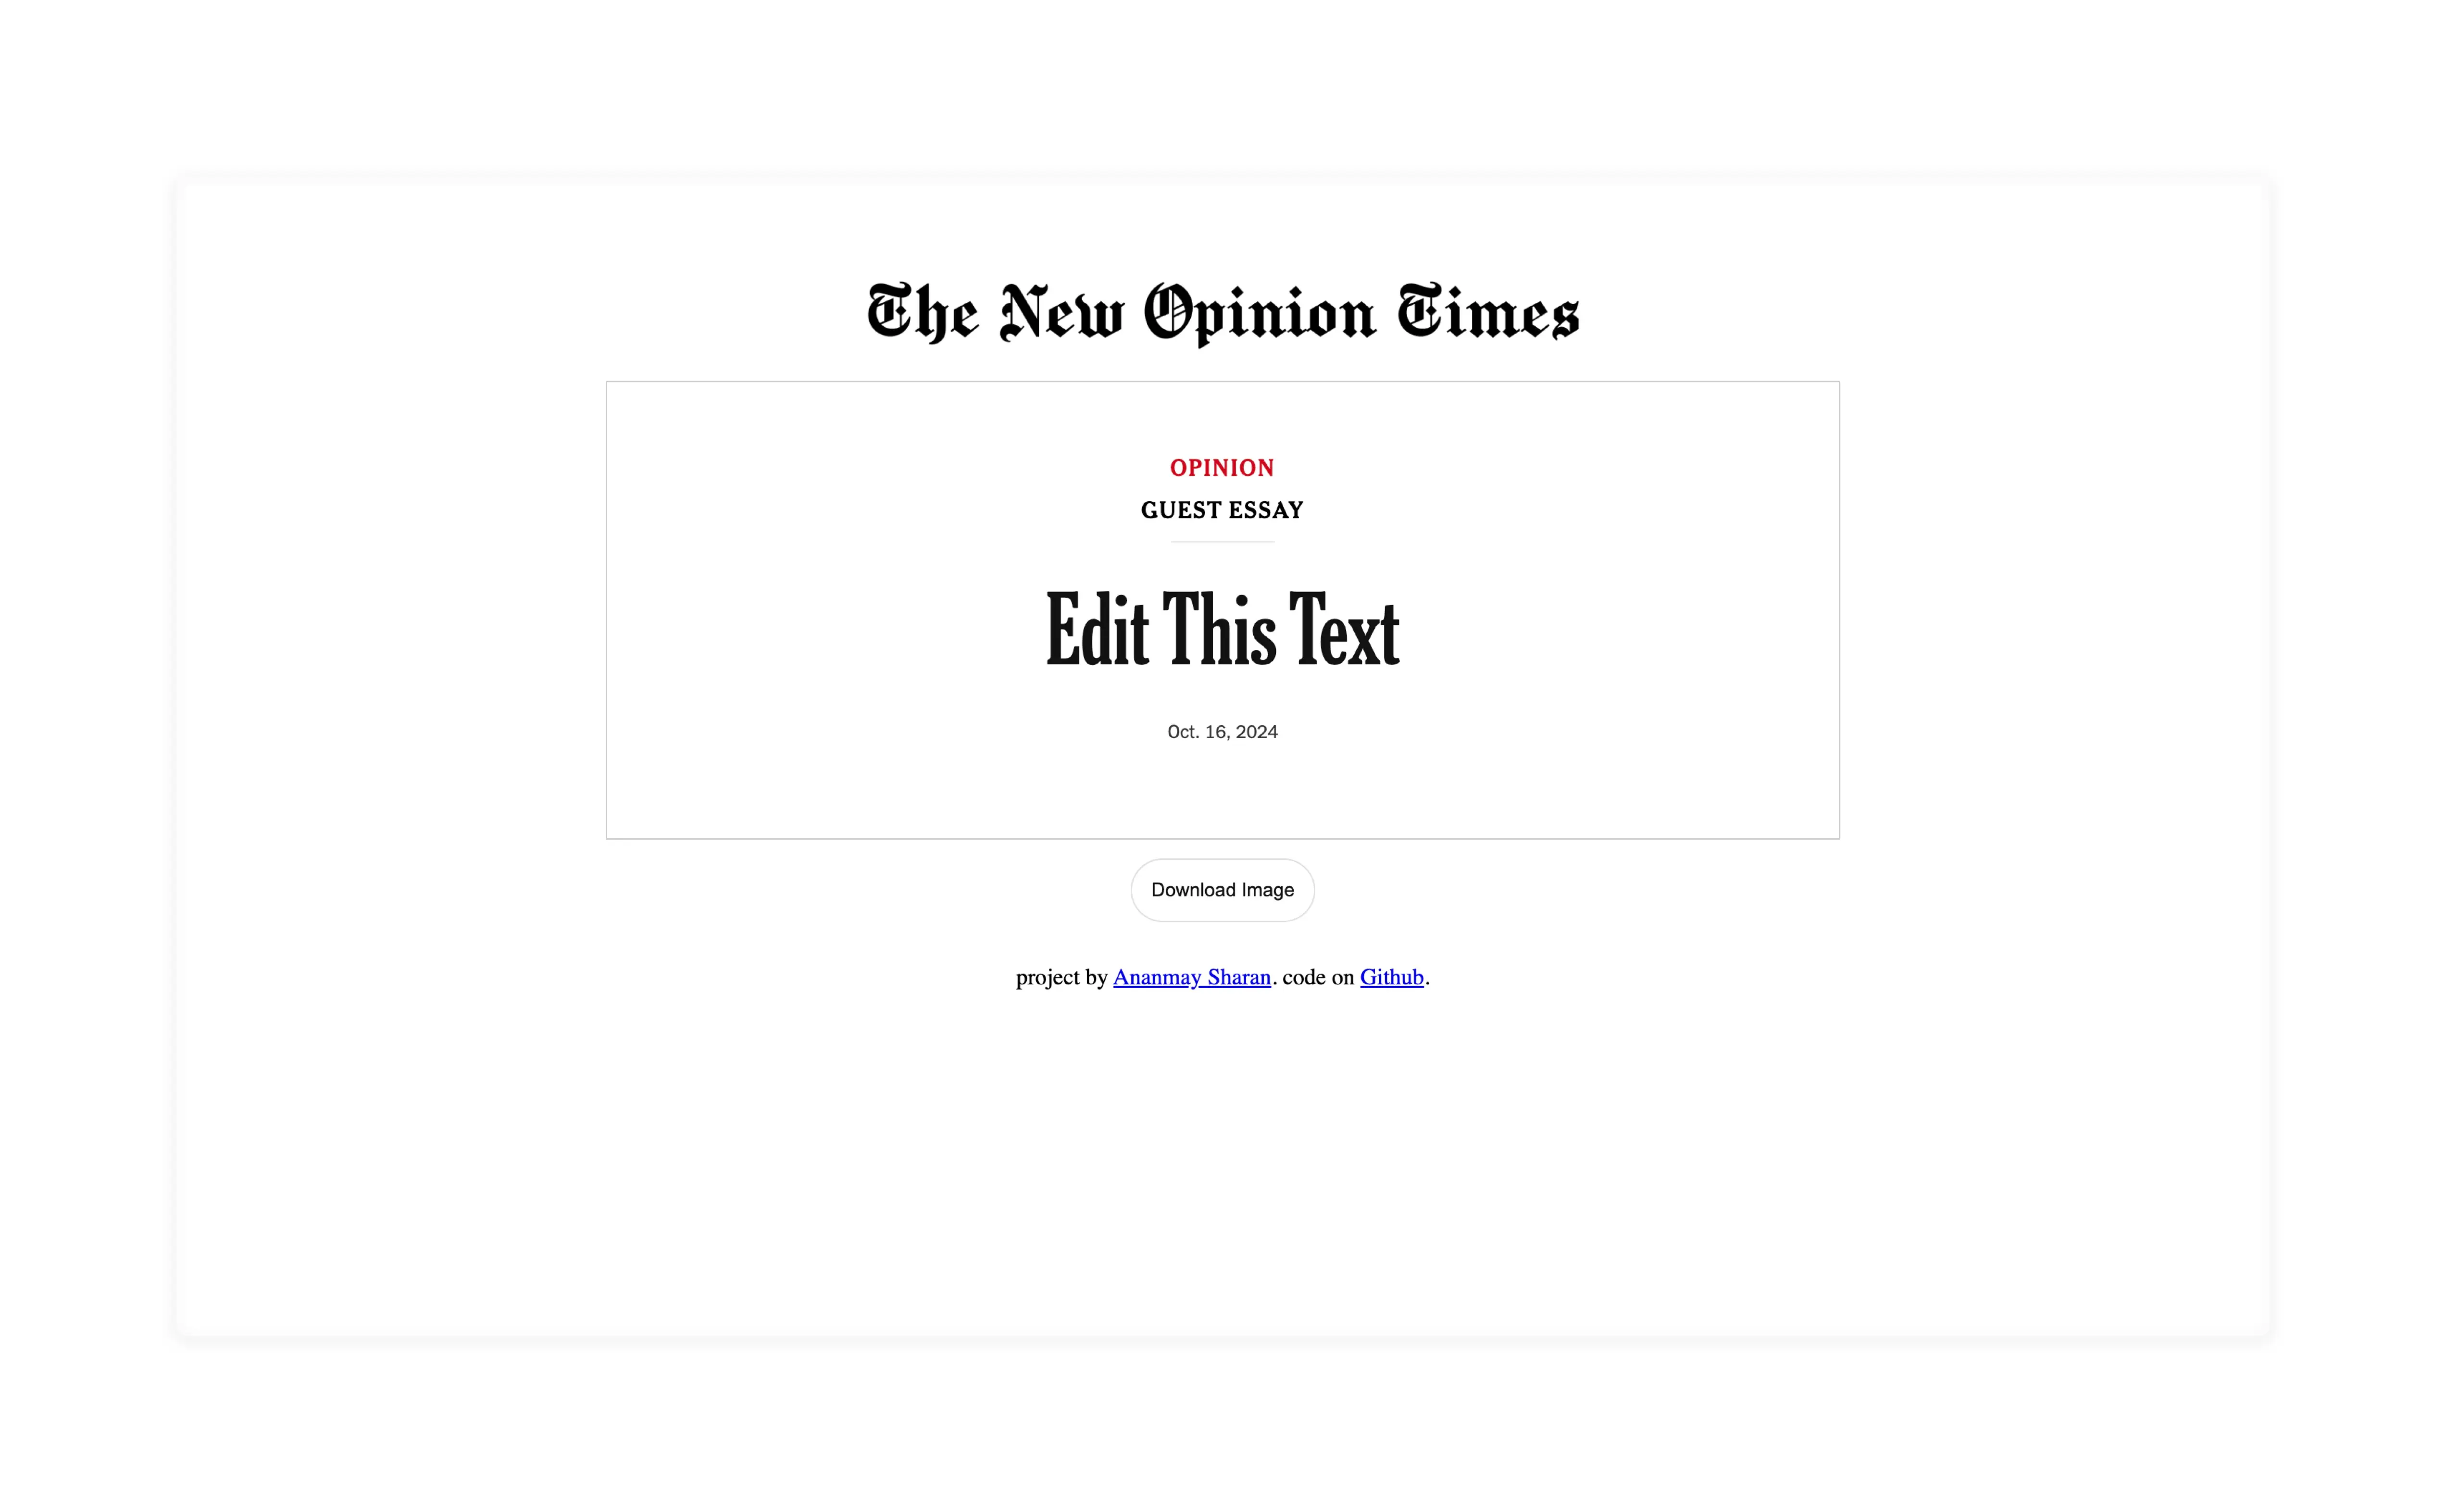 The New Opinion Times
OPINION
GUEST ESSAY
Edit This Text
Oct. 16, 2024
Download Image
project by Ananmay Sharan. code on Github.